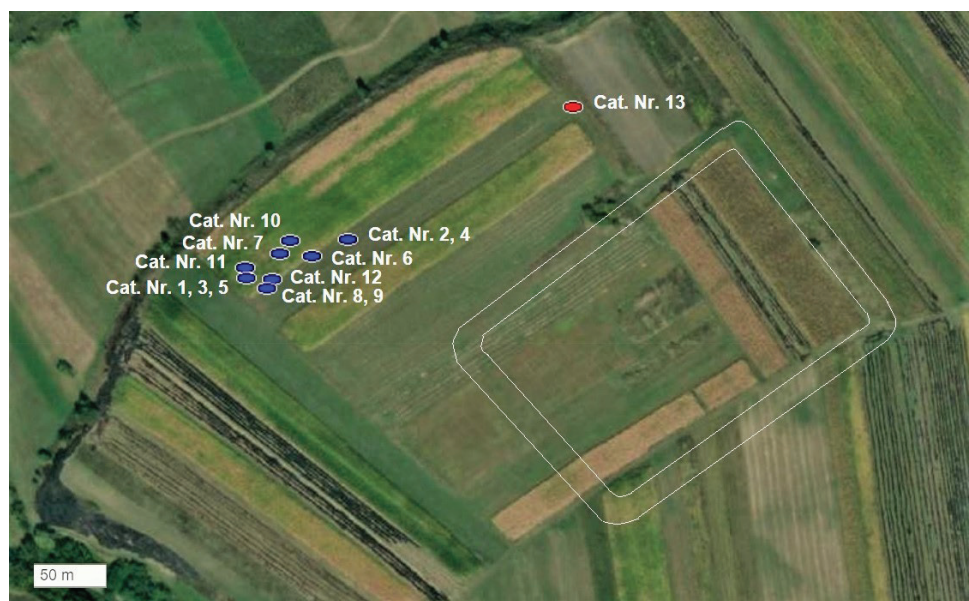 Cat. Nr. 13
Cat. Nr. 10
Cat. Nr. 2, 4
Cat. Nr. 7
Cat. Nr. 6
Cat. Nr. 11
Cat. Nr. 12
Cat. Nr. 1, 3, 5
Cat. Nr. 8, 9
50 m